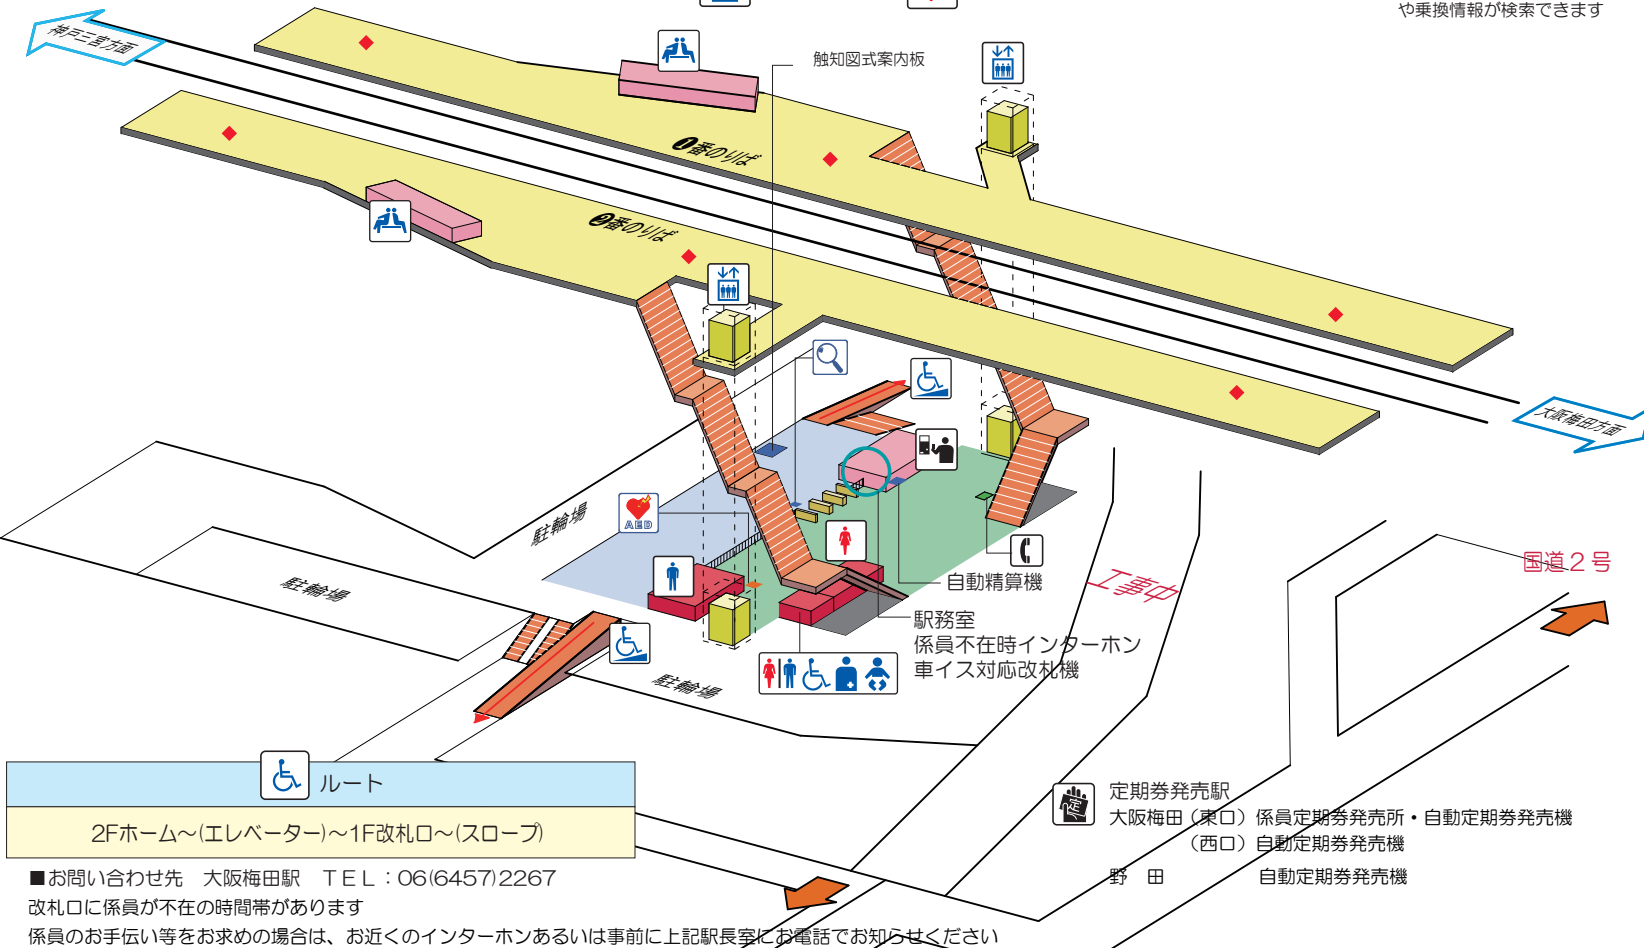 や乗換情報が検索できます
神戸三宮方面
触知図式案内板
❶番のりば
❷番のりば
大阪梅田方面
AED
駐輪場
駐輪場
駐輪場
自動精算機
駅務室
係員不在時インターホン
車イス対応改札機
工事中
国道2号
ルート
2Fホーム〜(エレベーター)〜1F改札口〜(スロープ)
定
定期券発売駅
大阪梅田(東口)係員定期券発売所・自動定期券発売機
(西口)自動定期券発売機
野 田 自動定期券発売機
■お問い合わせ先 大阪梅田駅 TEL:06(6457)2267
改札口に係員が不在の時間帯があります
係員のお手伝い等をお求めの場合は、お近くのインターホンあるいは事前に上記駅長室にお電話でお知らせください